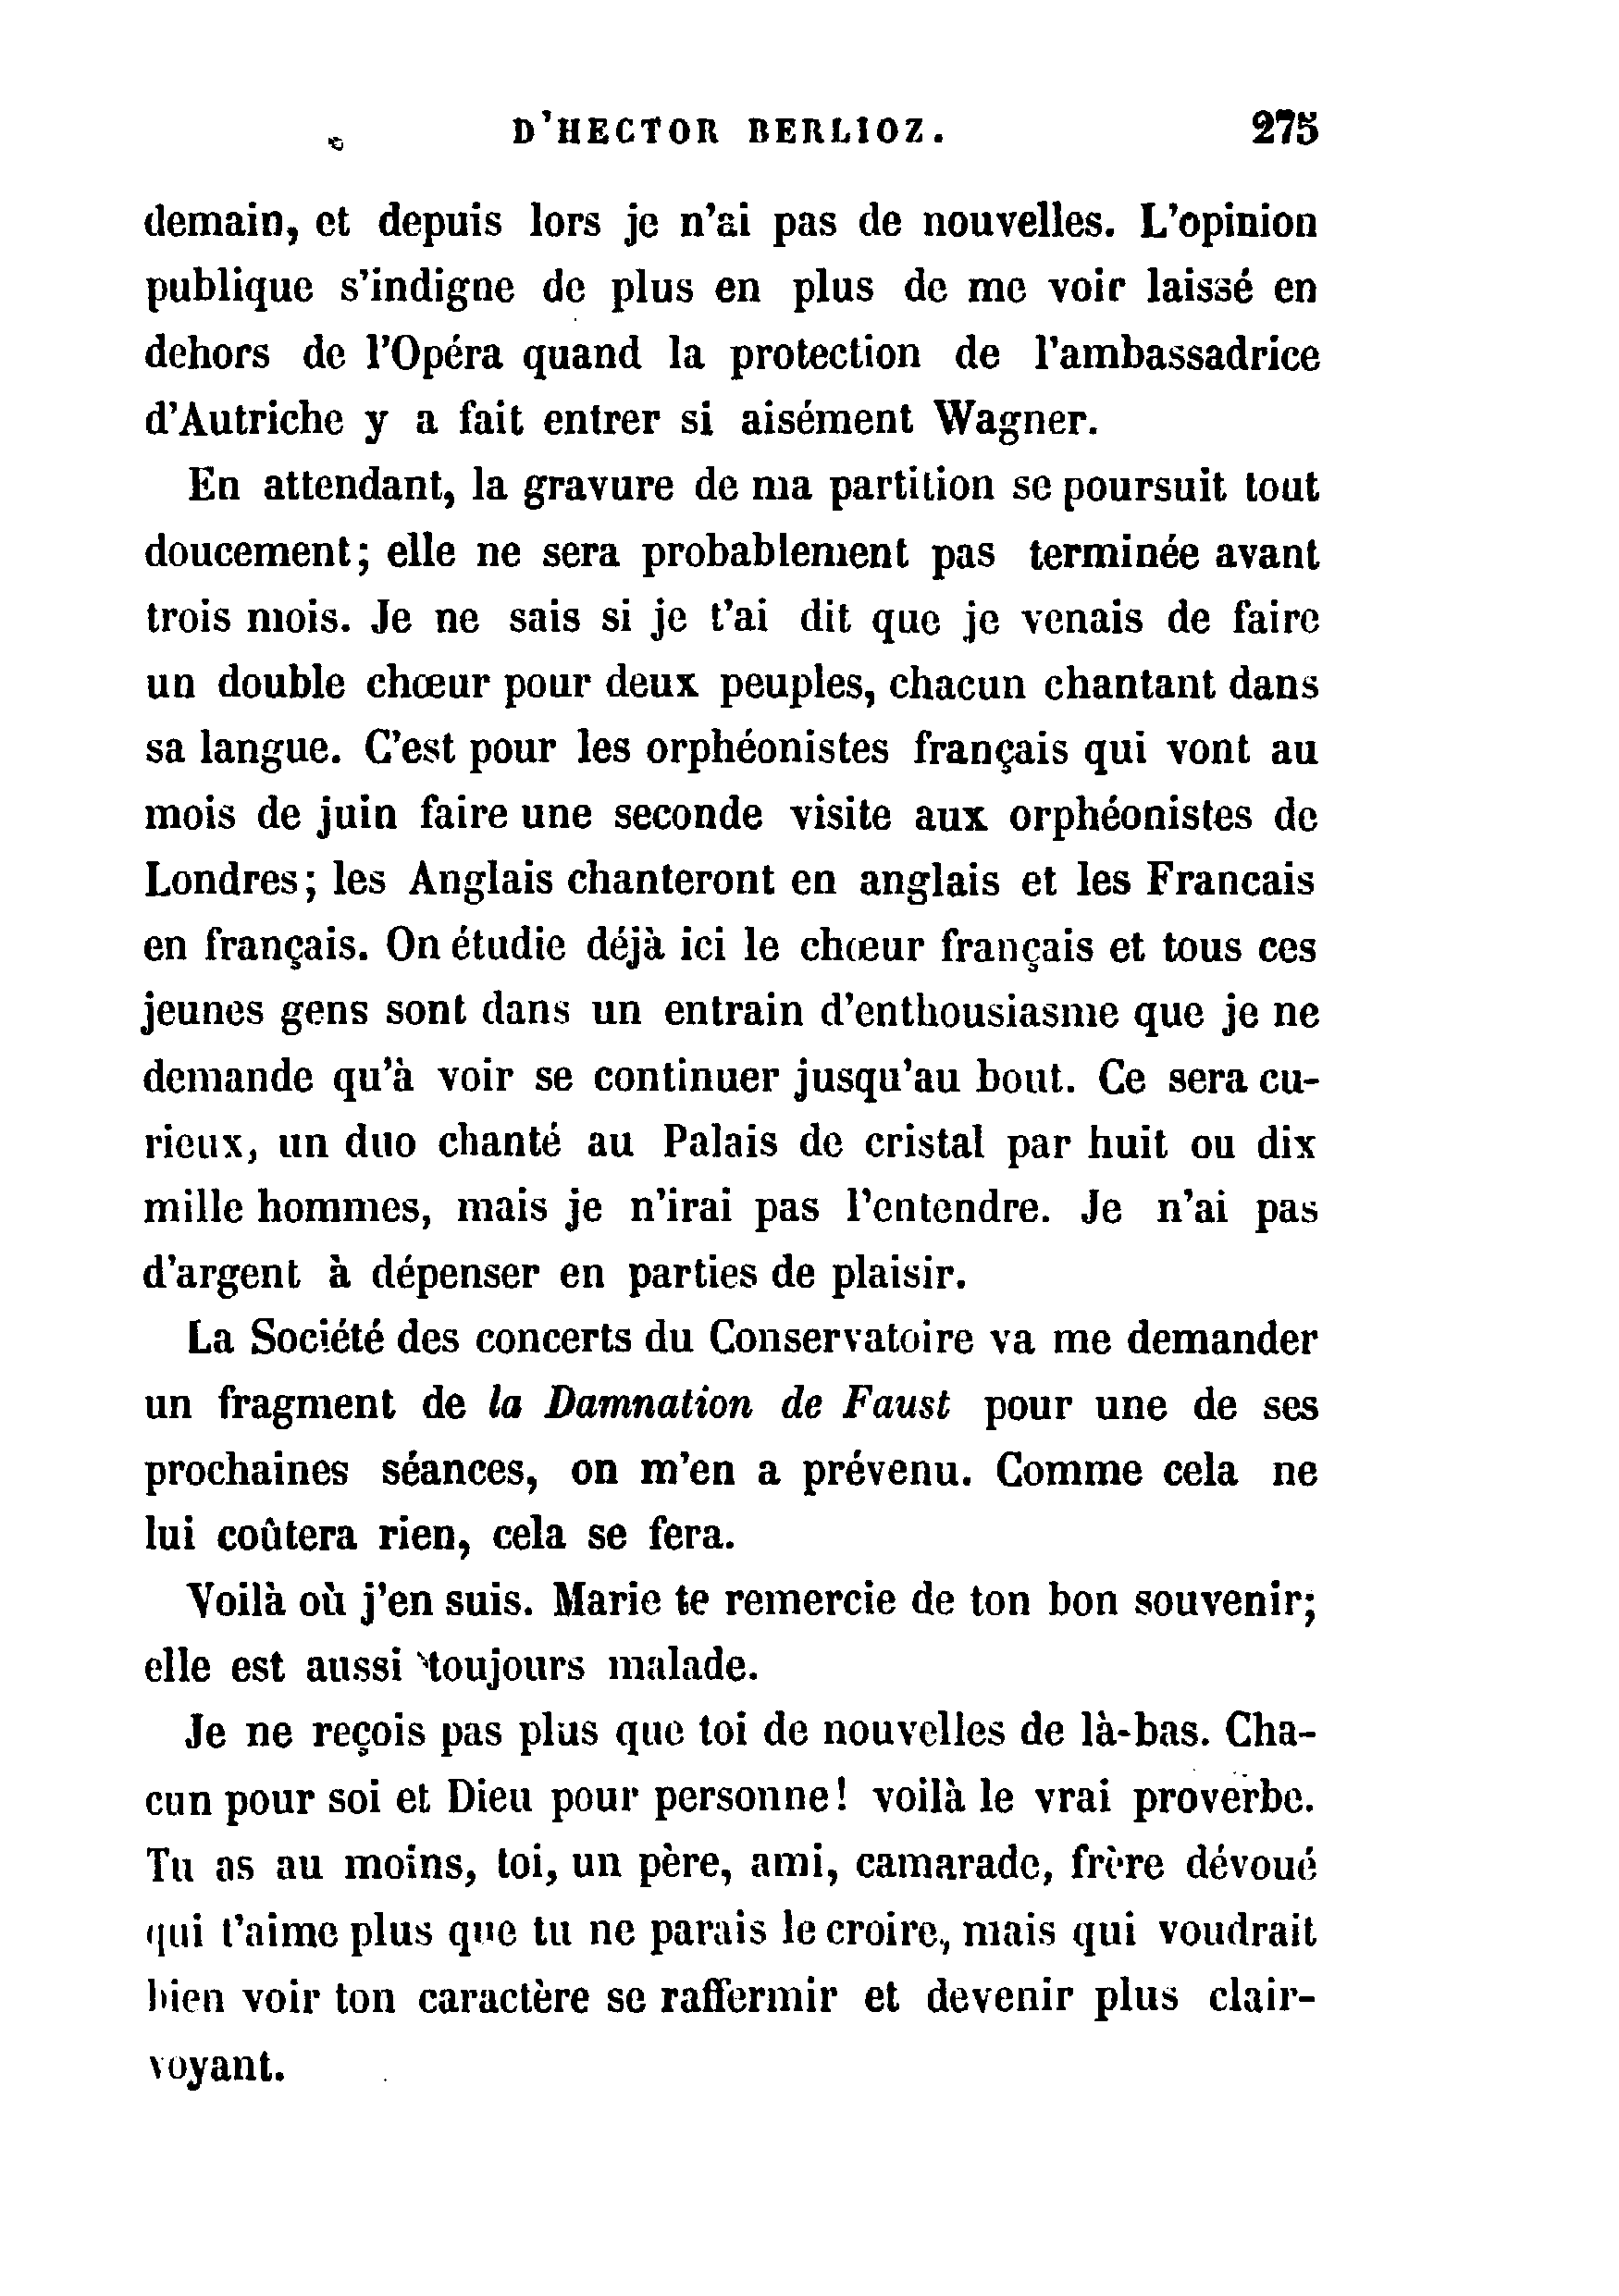 D'HECTOR BERLIOZ. 275
demain, et depuis lors je n'ai pas de nouvelles. L'opinion
publique s'indigne de plus en plus de me voir laissé en
dehors de l'Opéra quand la protection de l'ambassadrice
d'Autriche y a fait entrer si aisément Wagner.
En attendant, la gravure de ma partition se poursuit tout
doucement; elle ne sera probablement pas terminée avant
trois mois. Je ne sais si je t'ai dit que je venais de faire
un double chœur pour deux peuples, chacun chantant dans
sa langue. C'est pour les orphéonistes français qui vont au
mois de juin faire une seconde visite aux orphéonistes de
Londres; les Anglais chanteront en anglais et les Francais
en français. On étudie déjà ici le chœur français et tous ces
jeunes gens sont dans un entrain d'enthousiasme que je ne
demande qu'à voir se continuer jusqu'au bout. Ce sera cu-
rieux, un duo chanté au Palais de cristal par huit ou dix
mille hommes, mais je n'irai pas l'entendre. Je n'ai pas
d'argent à dépenser en parties de plaisir.
La Société des concerts du Conservatoire va me demander
un fragment de la Damnation de Faust pour une de ses
prochaines séances, on m'en a prévenu. Comme cela ne
lui coûtera rien, cela se fera.
Voilà où j'en suis. Marie te remercie de ton bon souvenir;
elle est aussi toujours malade.
Je ne reçois pas plus que toi de nouvelles de là-bas. Cha-
cun pour soi et Dieu pour personne! voilà le vrai proverbe.
Tu as au moins, toi, un père, ami, camarade, frère dévoué
qui t'aime plus que tu ne parais le croire, mais qui voudrait
bien voir ton caractère se raffermir et devenir plus clair-
voyant.